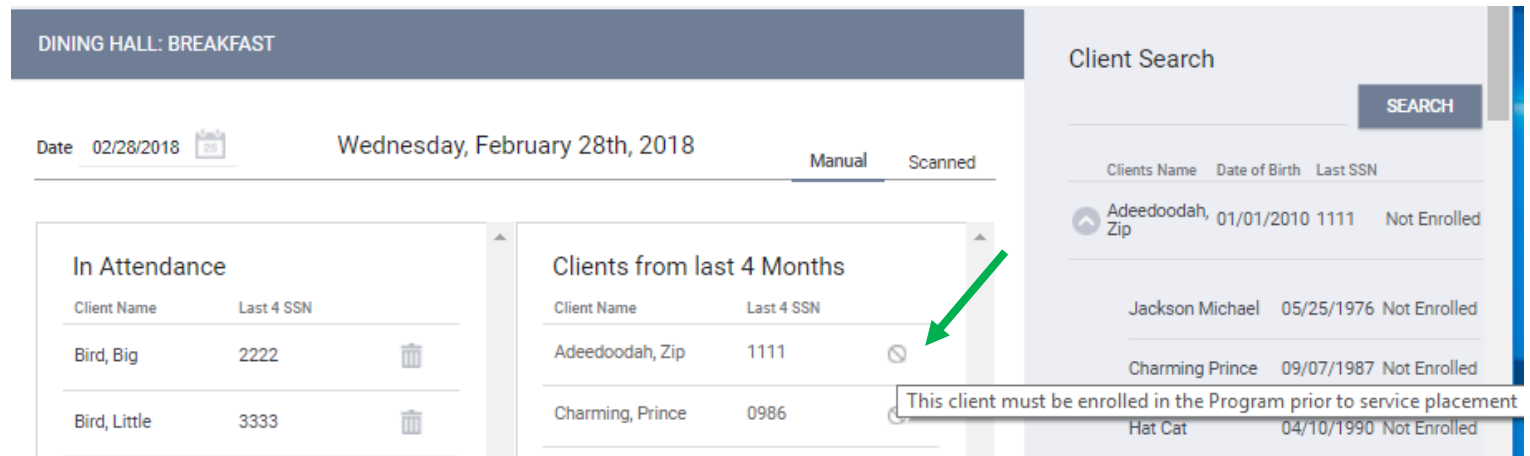 DINING HALL: BREAKFAST
Date 02/28/2018 25 Wednesday, February 28th, 2018 Manual Scanned
In Attendance
Client Name Last 4 SSN
Bird, Big 2222
Bird, Little 3333
Clients from last 4 Months
Client Name Last 4 SSN
Adeedoodah, Zip 1111
Charming, Prince 0986
This client must be enrolled in the Program prior to service placement
Client Search
SEARCH
Clients Name Date of Birth Last SSN
Adeedoodah, Zip 01/01/2010 1111 Not Enrolled
Jackson Michael 05/25/1976 Not Enrolled
Charming Prince 09/07/1987 Not Enrolled
Hat Cat 04/10/1990 Not Enrolled